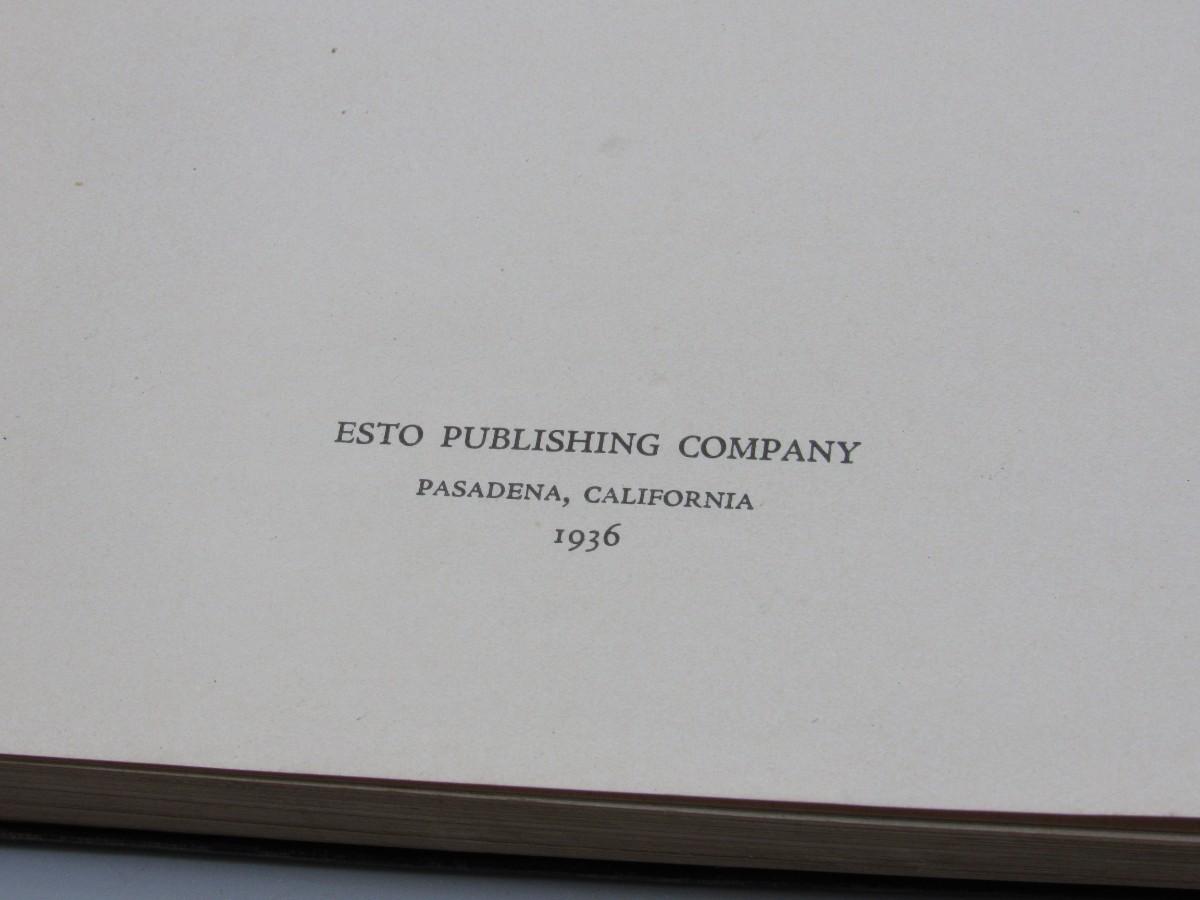 ESTO PUBLISHING COMPANY
PASADENA, CALIFORNIA
1936